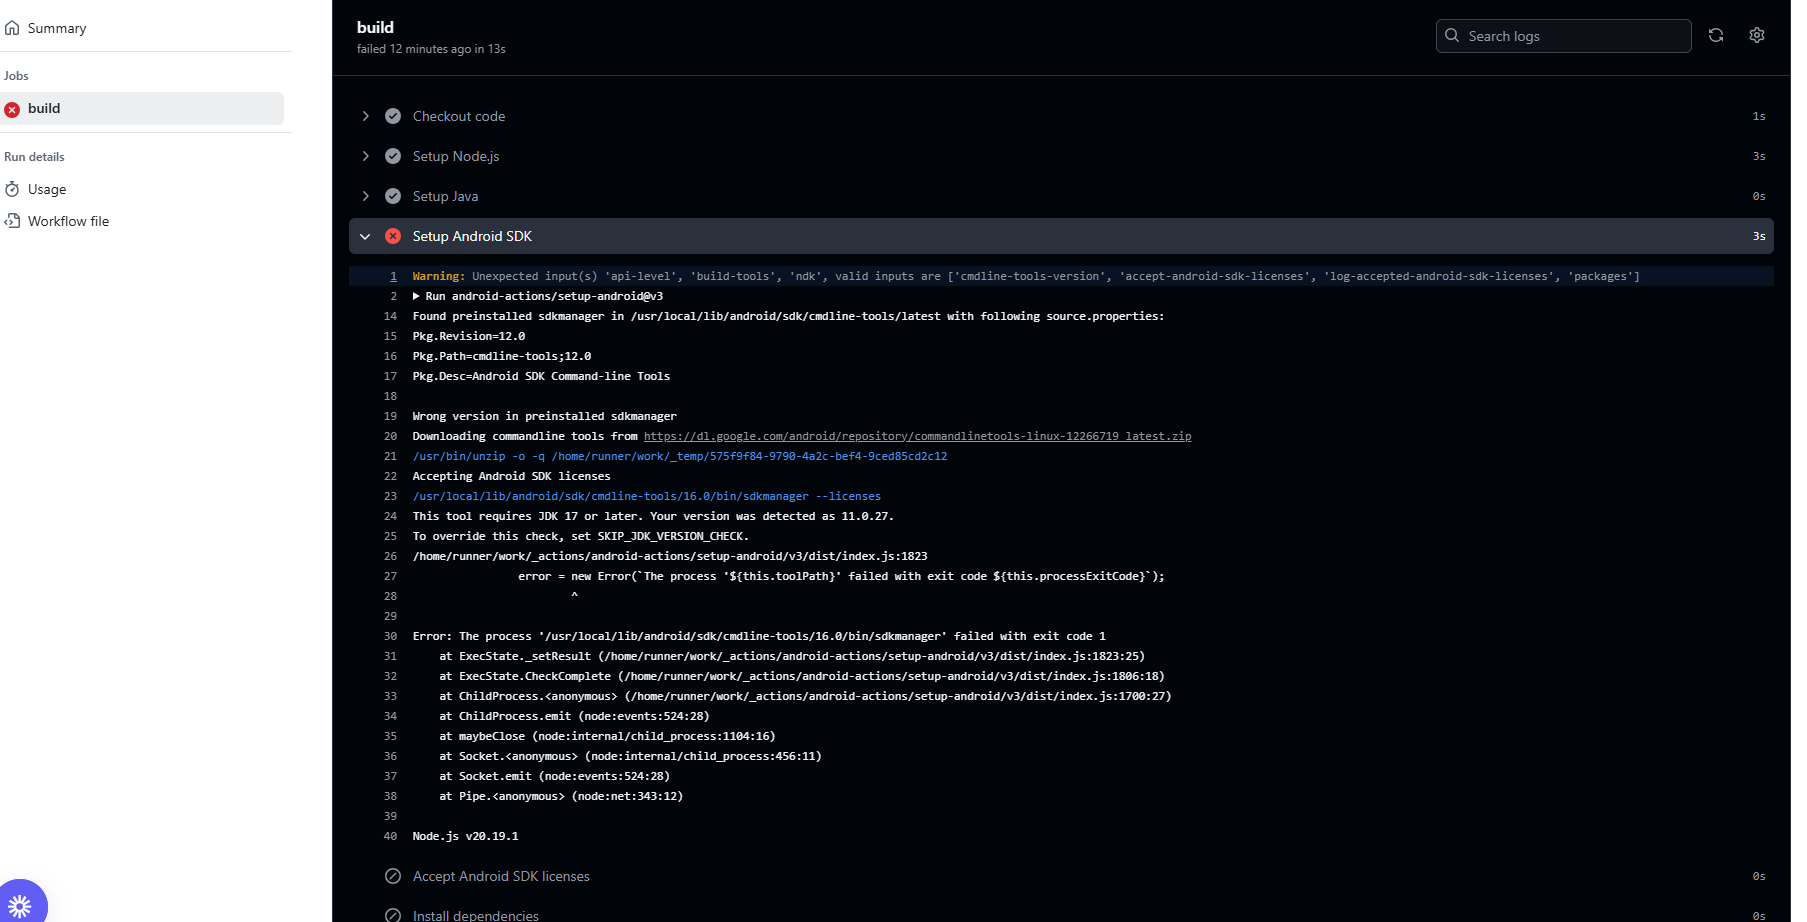 Summary
Jobs
build
Run details
Usage
Workflow file
build
failed 12 minutes ago in 13s
Search logs
Checkout code 1s
Setup Node.js 3s
Setup Java 0s
Setup Android SDK 3s
1 Warning: Unexpected input(s) 'api-level', 'build-tools', 'ndk', valid inputs are ['cmdline-tools-version', 'accept-android-sdk-licenses', 'log-accepted-android-sdk-licenses', 'packages']
2 Run android-actions/setup-android@v3
14 Found preinstalled sdkmanager in /usr/local/lib/android/sdk/cmdline-tools/latest with following source.properties:
15 Pkg.Revision=12.0
16 Pkg.Path=cmdline-tools;12.0
17 Pkg.Desc=Android SDK Command-line Tools
18
19 Wrong version in preinstalled sdkmanager
20 Downloading commandline tools from https://dl.google.com/android/repository/commandlinetools-linux-12266719_latest.zip
21 /usr/bin/unzip -o -q /home/runner/work/_temp/575f9f84-9790-4a2c-bef4-9ced85cd2c12
22 Accepting Android SDK licenses
23 /usr/local/lib/android/sdk/cmdline-tools/16.0/bin/sdkmanager --licenses
24 This tool requires JDK 17 or later. Your version was detected as 11.0.27.
25 To override this check, set SKIP_JDK_VERSION_CHECK.
26 /home/runner/work/_actions/android-actions/setup-android/v3/dist/index.js:1823
27 error = new Error(`The process '${this.toolPath}' failed with exit code ${this.processExitCode}`);
28 ^
29
30 Error: The process '/usr/local/lib/android/sdk/cmdline-tools/16.0/bin/sdkmanager' failed with exit code 1
31 at ExecState._setResult (/home/runner/work/_actions/android-actions/setup-android/v3/dist/index.js:1823:25)
32 at ExecState.CheckComplete (/home/runner/work/_actions/android-actions/setup-android/v3/dist/index.js:1806:18)
33 at ChildProcess.<anonymous> (/home/runner/work/_actions/android-actions/setup-android/v3/dist/index.js:1700:27)
34 at ChildProcess.emit (node:events:524:28)
35 at maybeClose (node:internal/child_process:1104:16)
36 at Socket.<anonymous> (node:internal/child_process:456:11)
37 at Socket.emit (node:events:524:28)
38 at Pipe.<anonymous> (node:net:343:12)
39
40 Node.js v20.19.1
Accept Android SDK licenses 0s
Install dependencies 0s